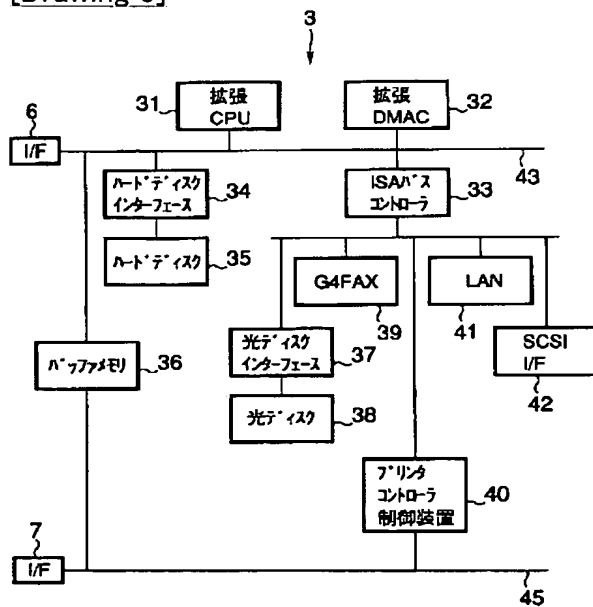 [Drawing 3]
3
31
拡張
CPU
拡張
DMAC
32
6
I/F
43
ハードディスク
インターフェース
34
ISAバス
コントローラ
33
ハードディスク
35
G4FAX
39
LAN
41
SCSI
I/F
42
バッファメモリ
36
光ディスク
インターフェース
37
光ディスク
38
プリンタ
コントローラ
制御装置
40
7
I/F
45